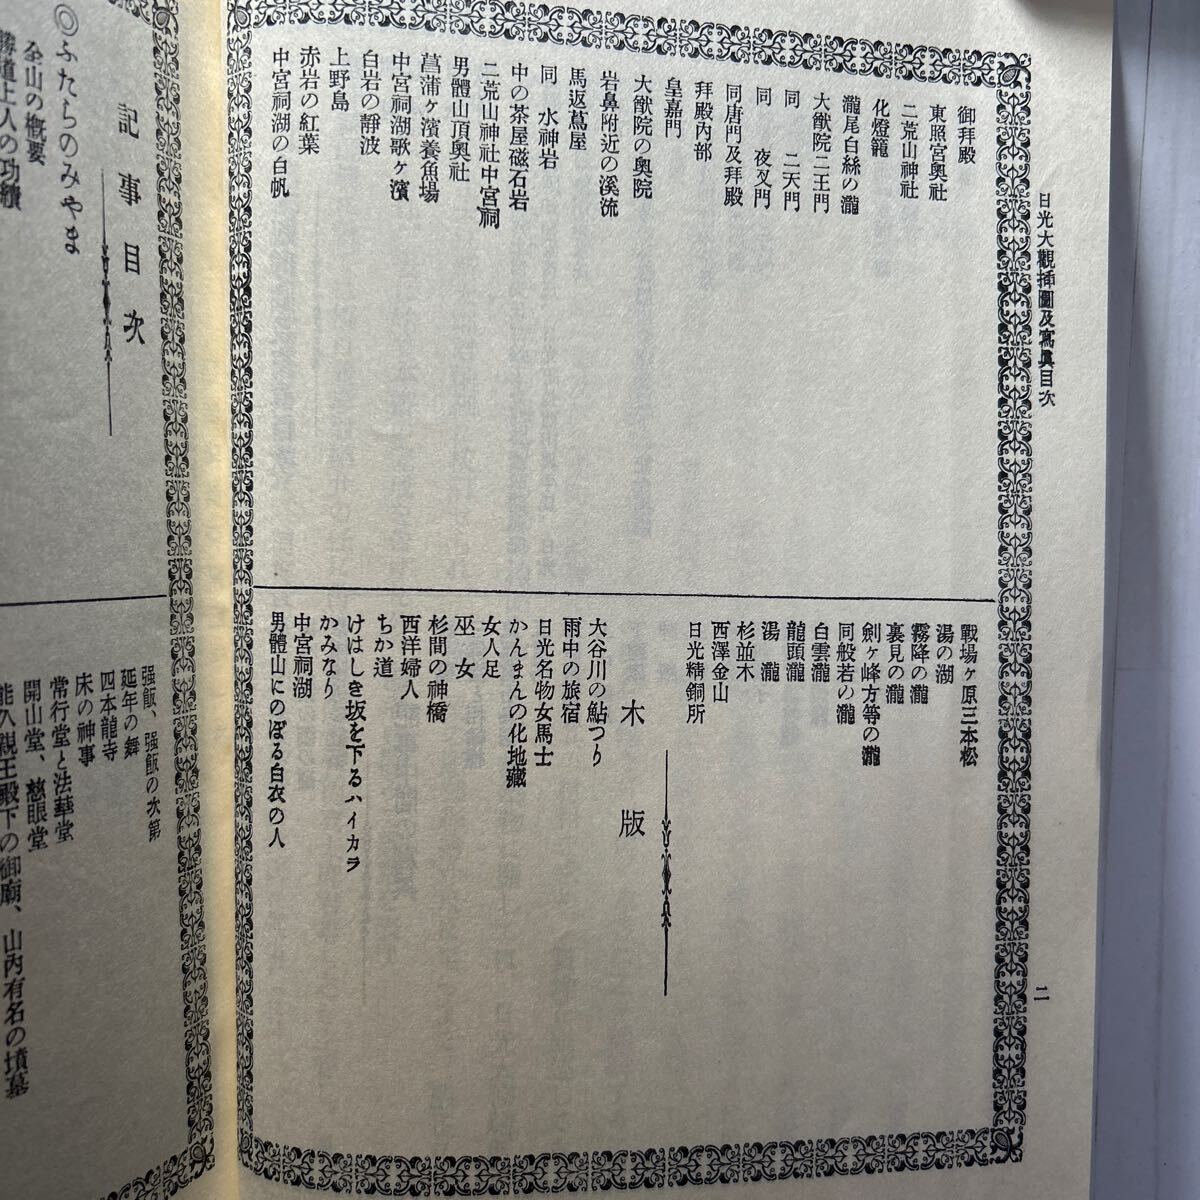 日光大觀揷圖及寫眞目次
二
御拜殿
東照宮奧社
二荒山神社
化燈籠
瀧尾白絲の瀧
大猷院二王門
同　二天門
同　夜叉門
同唐門及拜殿
拜殿內部
皇嘉門
大猷院の奧院
岩鼻附近の溪流
馬返蔦屋
同　水神岩
中の茶屋磁石岩
二荒山神社中宮祠
男體山頂奧社
菖蒲ヶ濱養魚場
中宮祠湖歌ヶ濱
白岩の靜波
上野島
赤岩の紅葉
中宮祠湖の白帆
戰場ヶ原三本松
湯の湖
霧降の瀧
裏見の瀧
劍ヶ峰方等の瀧
同般若の瀧
白雲瀧
龍頭瀧
湯　瀧
杉並木
西澤金山
日光精銅所
木　版
大谷川の鮎つり
雨中の旅宿
日光名物女馬士
かんまんの化地藏
女人足
巫　女
杉間の神橋
西洋婦人
ちか道
けはしき坂を下るハイカラ
かみなり
中宮祠湖
男體山にのぼる白衣の人
記事目次
◎ふたらのみやま
全山の槪要
勝道上人の功績
强飯、强飯の次第
延年の舞
四本龍寺
床の神事
常行堂と法華堂
開山堂、慈眼堂
能久親王殿下の御廟、山內有名の墳墓